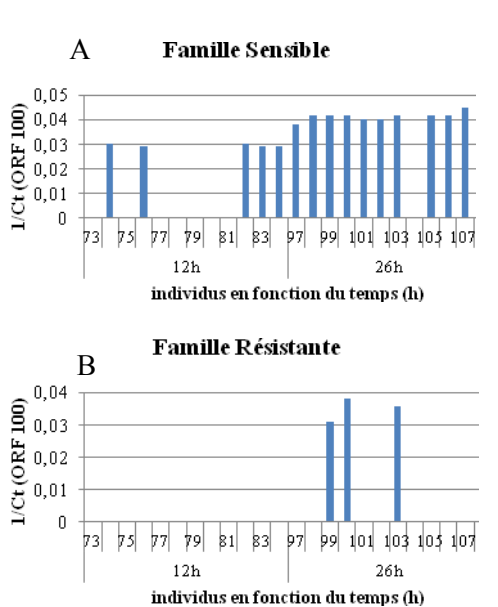 A Famille Sensible
1/Ct (ORF 100)
0,05
0,04
0,03
0,02
0,01
0
73 75 77 79 81 83 97 99 101 103 105 107
12h 26h
individus en fonction du temps (h)
B Famille Résistante
1/Ct (ORF 100)
0,04
0,03
0,02
0,01
0
73 75 77 79 81 83 97 99 101 103 105 107
12h 26h
individus en fonction du temps (h)